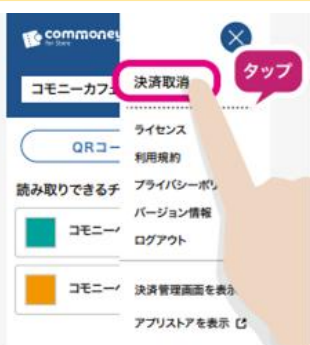 commoney
for Store
コモニーカフェ
QRコー
読み取りできるチ
コモニー
コモニー
決済取消
タップ
ライセンス
利用規約
プライバシーポリ
バージョン情報
ログアウト
決済管理画面を表示
アプリストアを表示